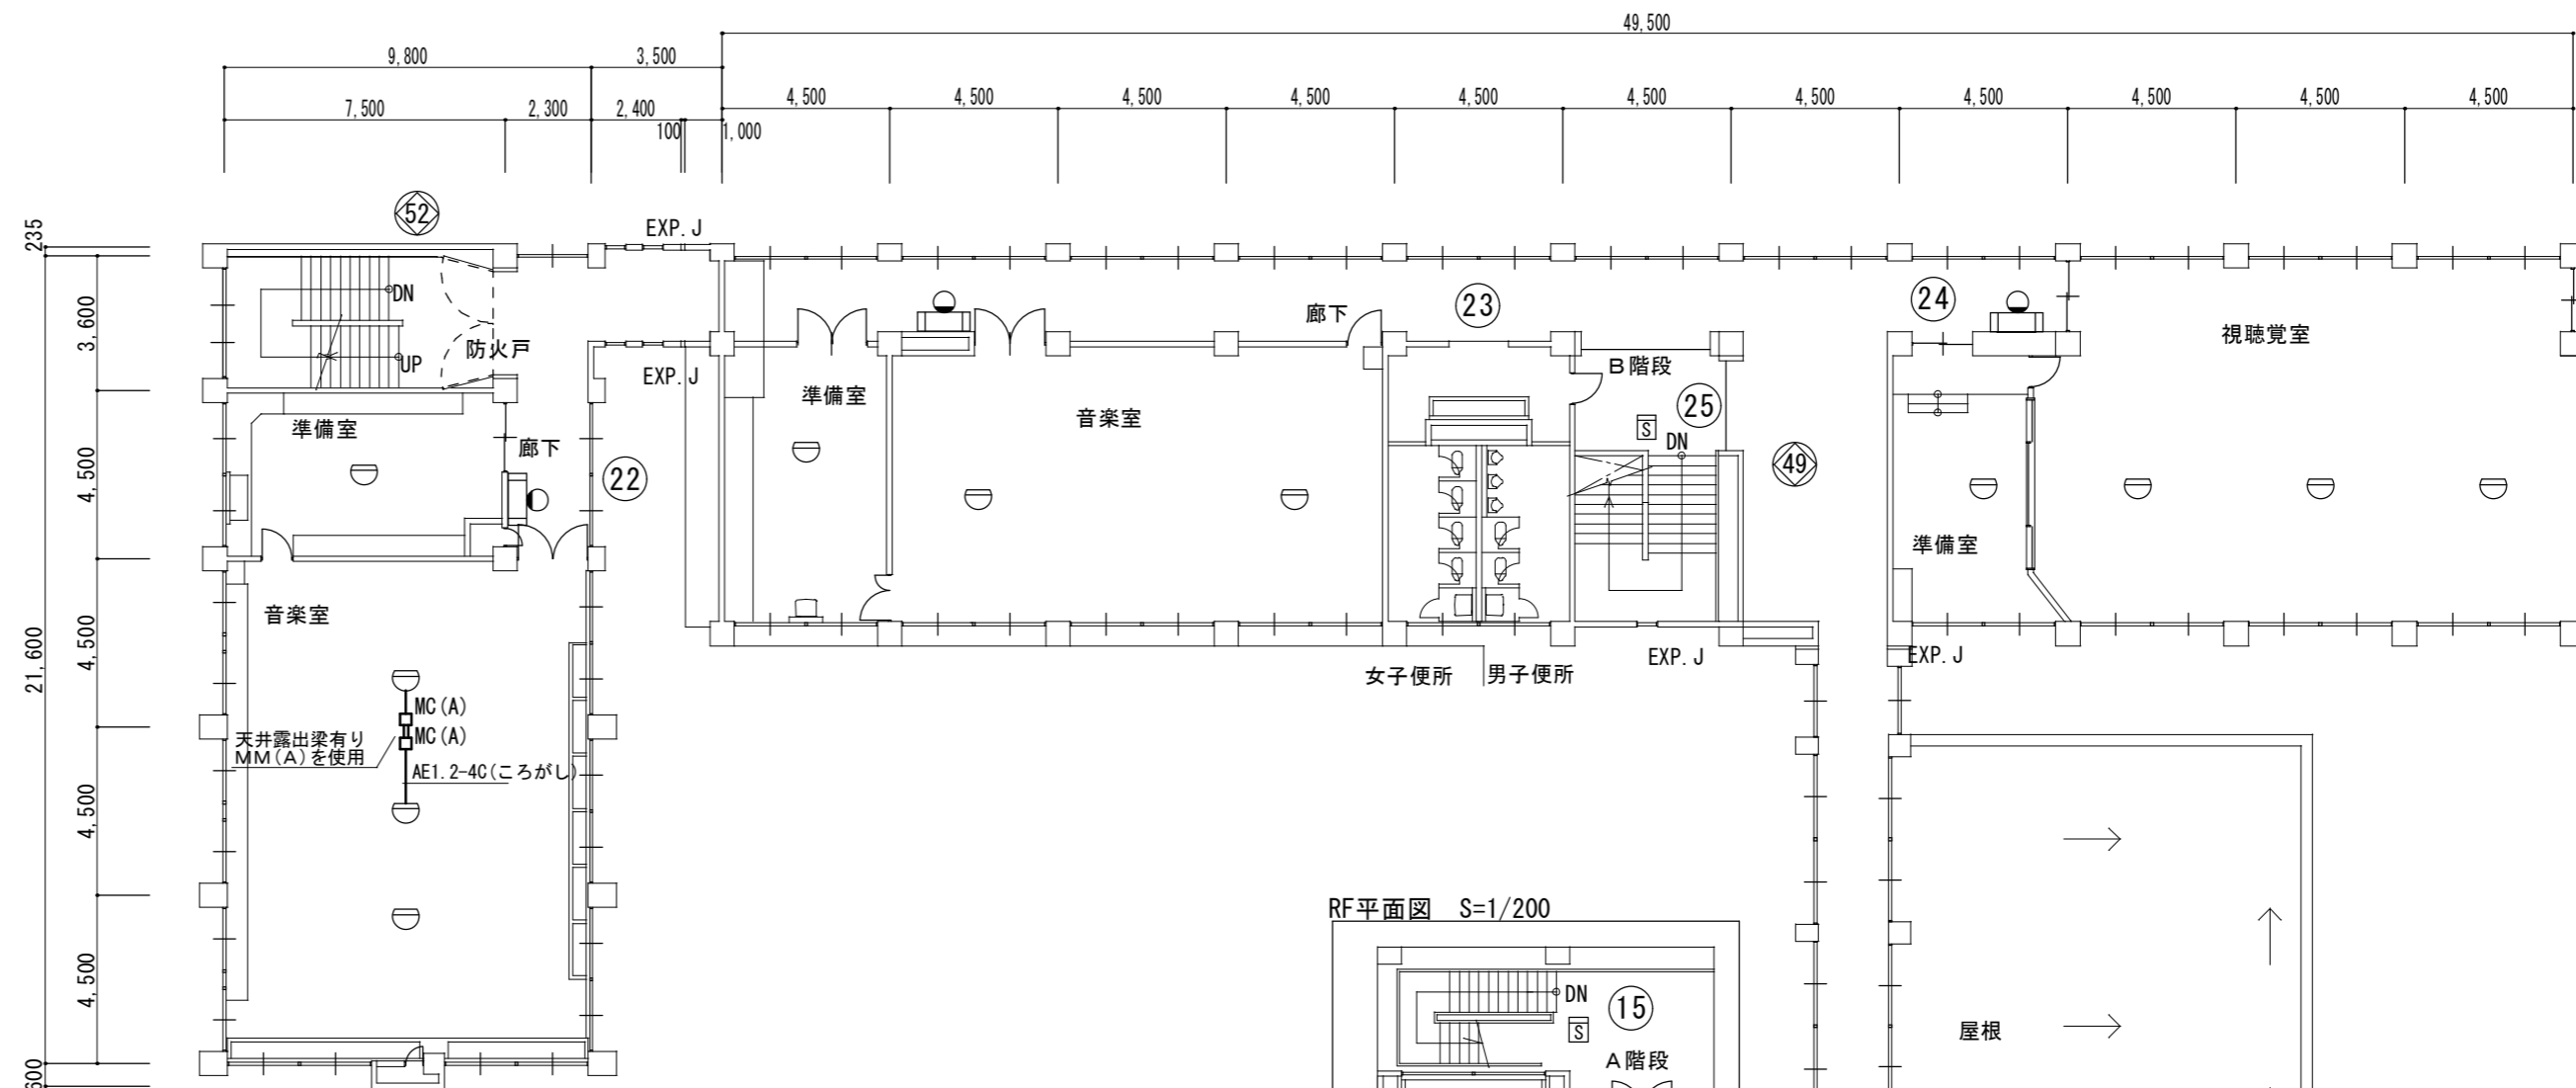 49,500
9,800
3,500
7,500
2,300
2,400
100
1,000
4,500
4,500
4,500
4,500
4,500
4,500
4,500
4,500
4,500
4,500
4,500
235
3,600
4,500
4,500
4,500
4,500
21,600
600
52
EXP.J
DN
UP
防火戸
EXP.J
準備室
廊下
22
音楽室
MC(A)
MC(A)
天井露出梁有り
MM(A)を使用
AE1.2-4C(ころがし)
準備室
音楽室
廊下
23
B階段
25
S
DN
49
24
視聴覚室
準備室
女子便所
男子便所
EXP.J
EXP.J
RF平面図 S=1/200
DN
15
S
A階段
屋根